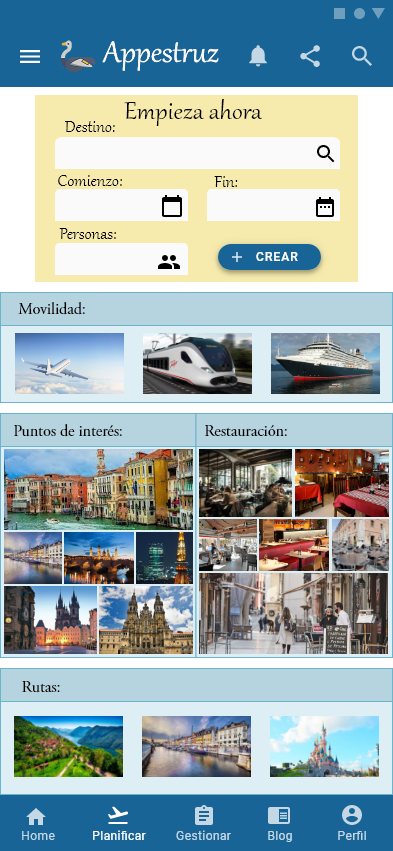 Appestruz
Empieza ahora
Destino:
Comienzo:
Fin:
Personas:
CREAR
Movilidad:
Puntos de interés:
Restauración:
Rutas:
Home
Planificar
Gestionar
Blog
Perfil